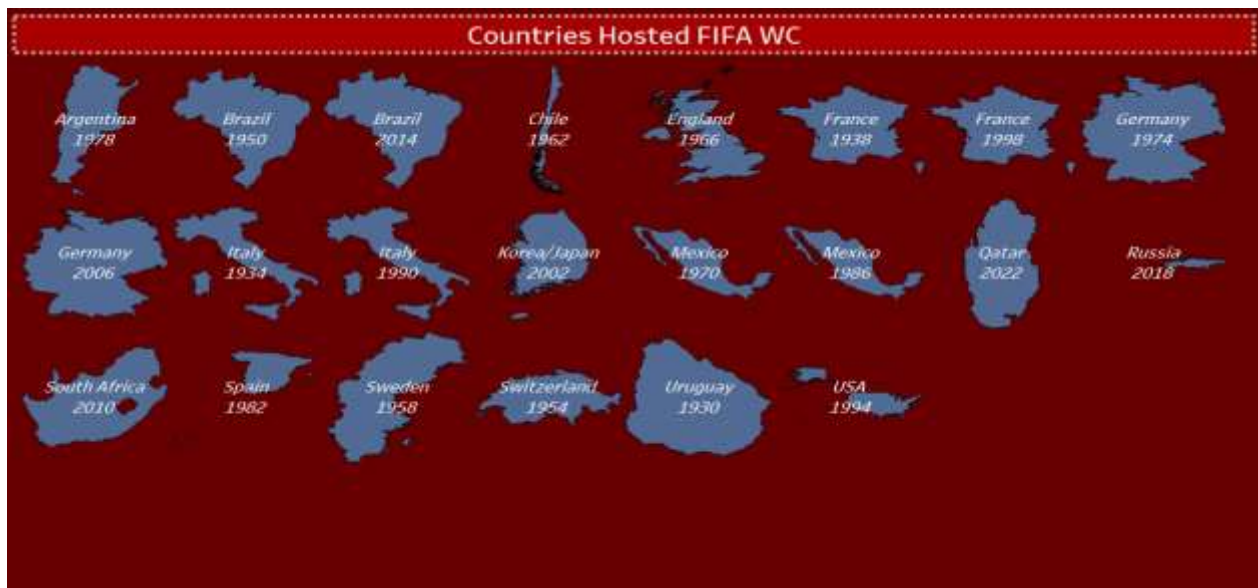 Countries Hosted FIFA WC
Argentina
1978
Brazil
1950
Brazil
2014
Chile
1962
England
1966
France
1938
France
1998
Germany
1974
Germany
2006
Italy
1934
Italy
1990
Korea/Japan
2002
Mexico
1970
Mexico
1986
Qatar
2022
Russia
2018
South Africa
2010
Spain
1982
Sweden
1958
Switzerland
1954
Uruguay
1930
USA
1994